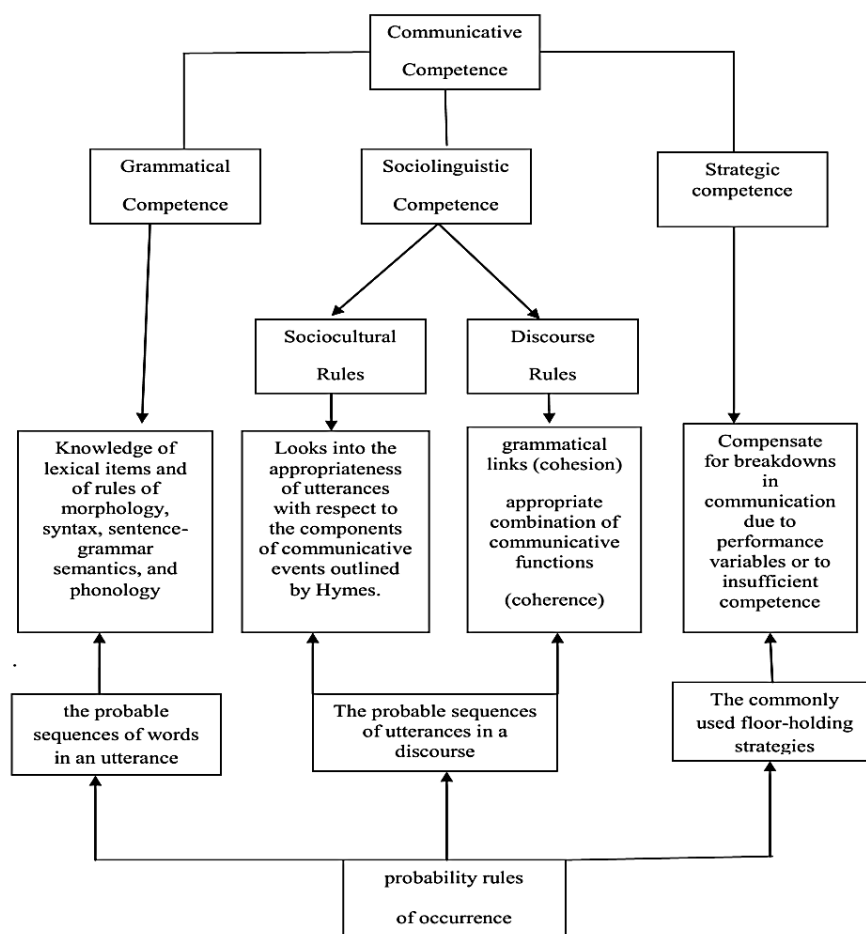 Communicative
Competence
Grammatical
Competence
Sociolinguistic
Competence
Strategic
competence
Sociocultural
Rules
Discourse
Rules
Knowledge of
lexical items and
of rules of
morphology,
syntax, sentence-
grammar
semantics, and
phonology
Looks into the
appropriateness
of utterances
with respect to
the components
of communicative
events outlined
by Hymes.
grammatical
links (cohesion)
appropriate
combination of
communicative
functions
(coherence)
Compensate
for breakdowns
in
communication
due to
performance
variables or to
insufficient
competence
the probable
sequences of words
in an utterance
The probable sequences
of utterances in a
discourse
The commonly
used floor-holding
strategies
probability rules
of occurrence